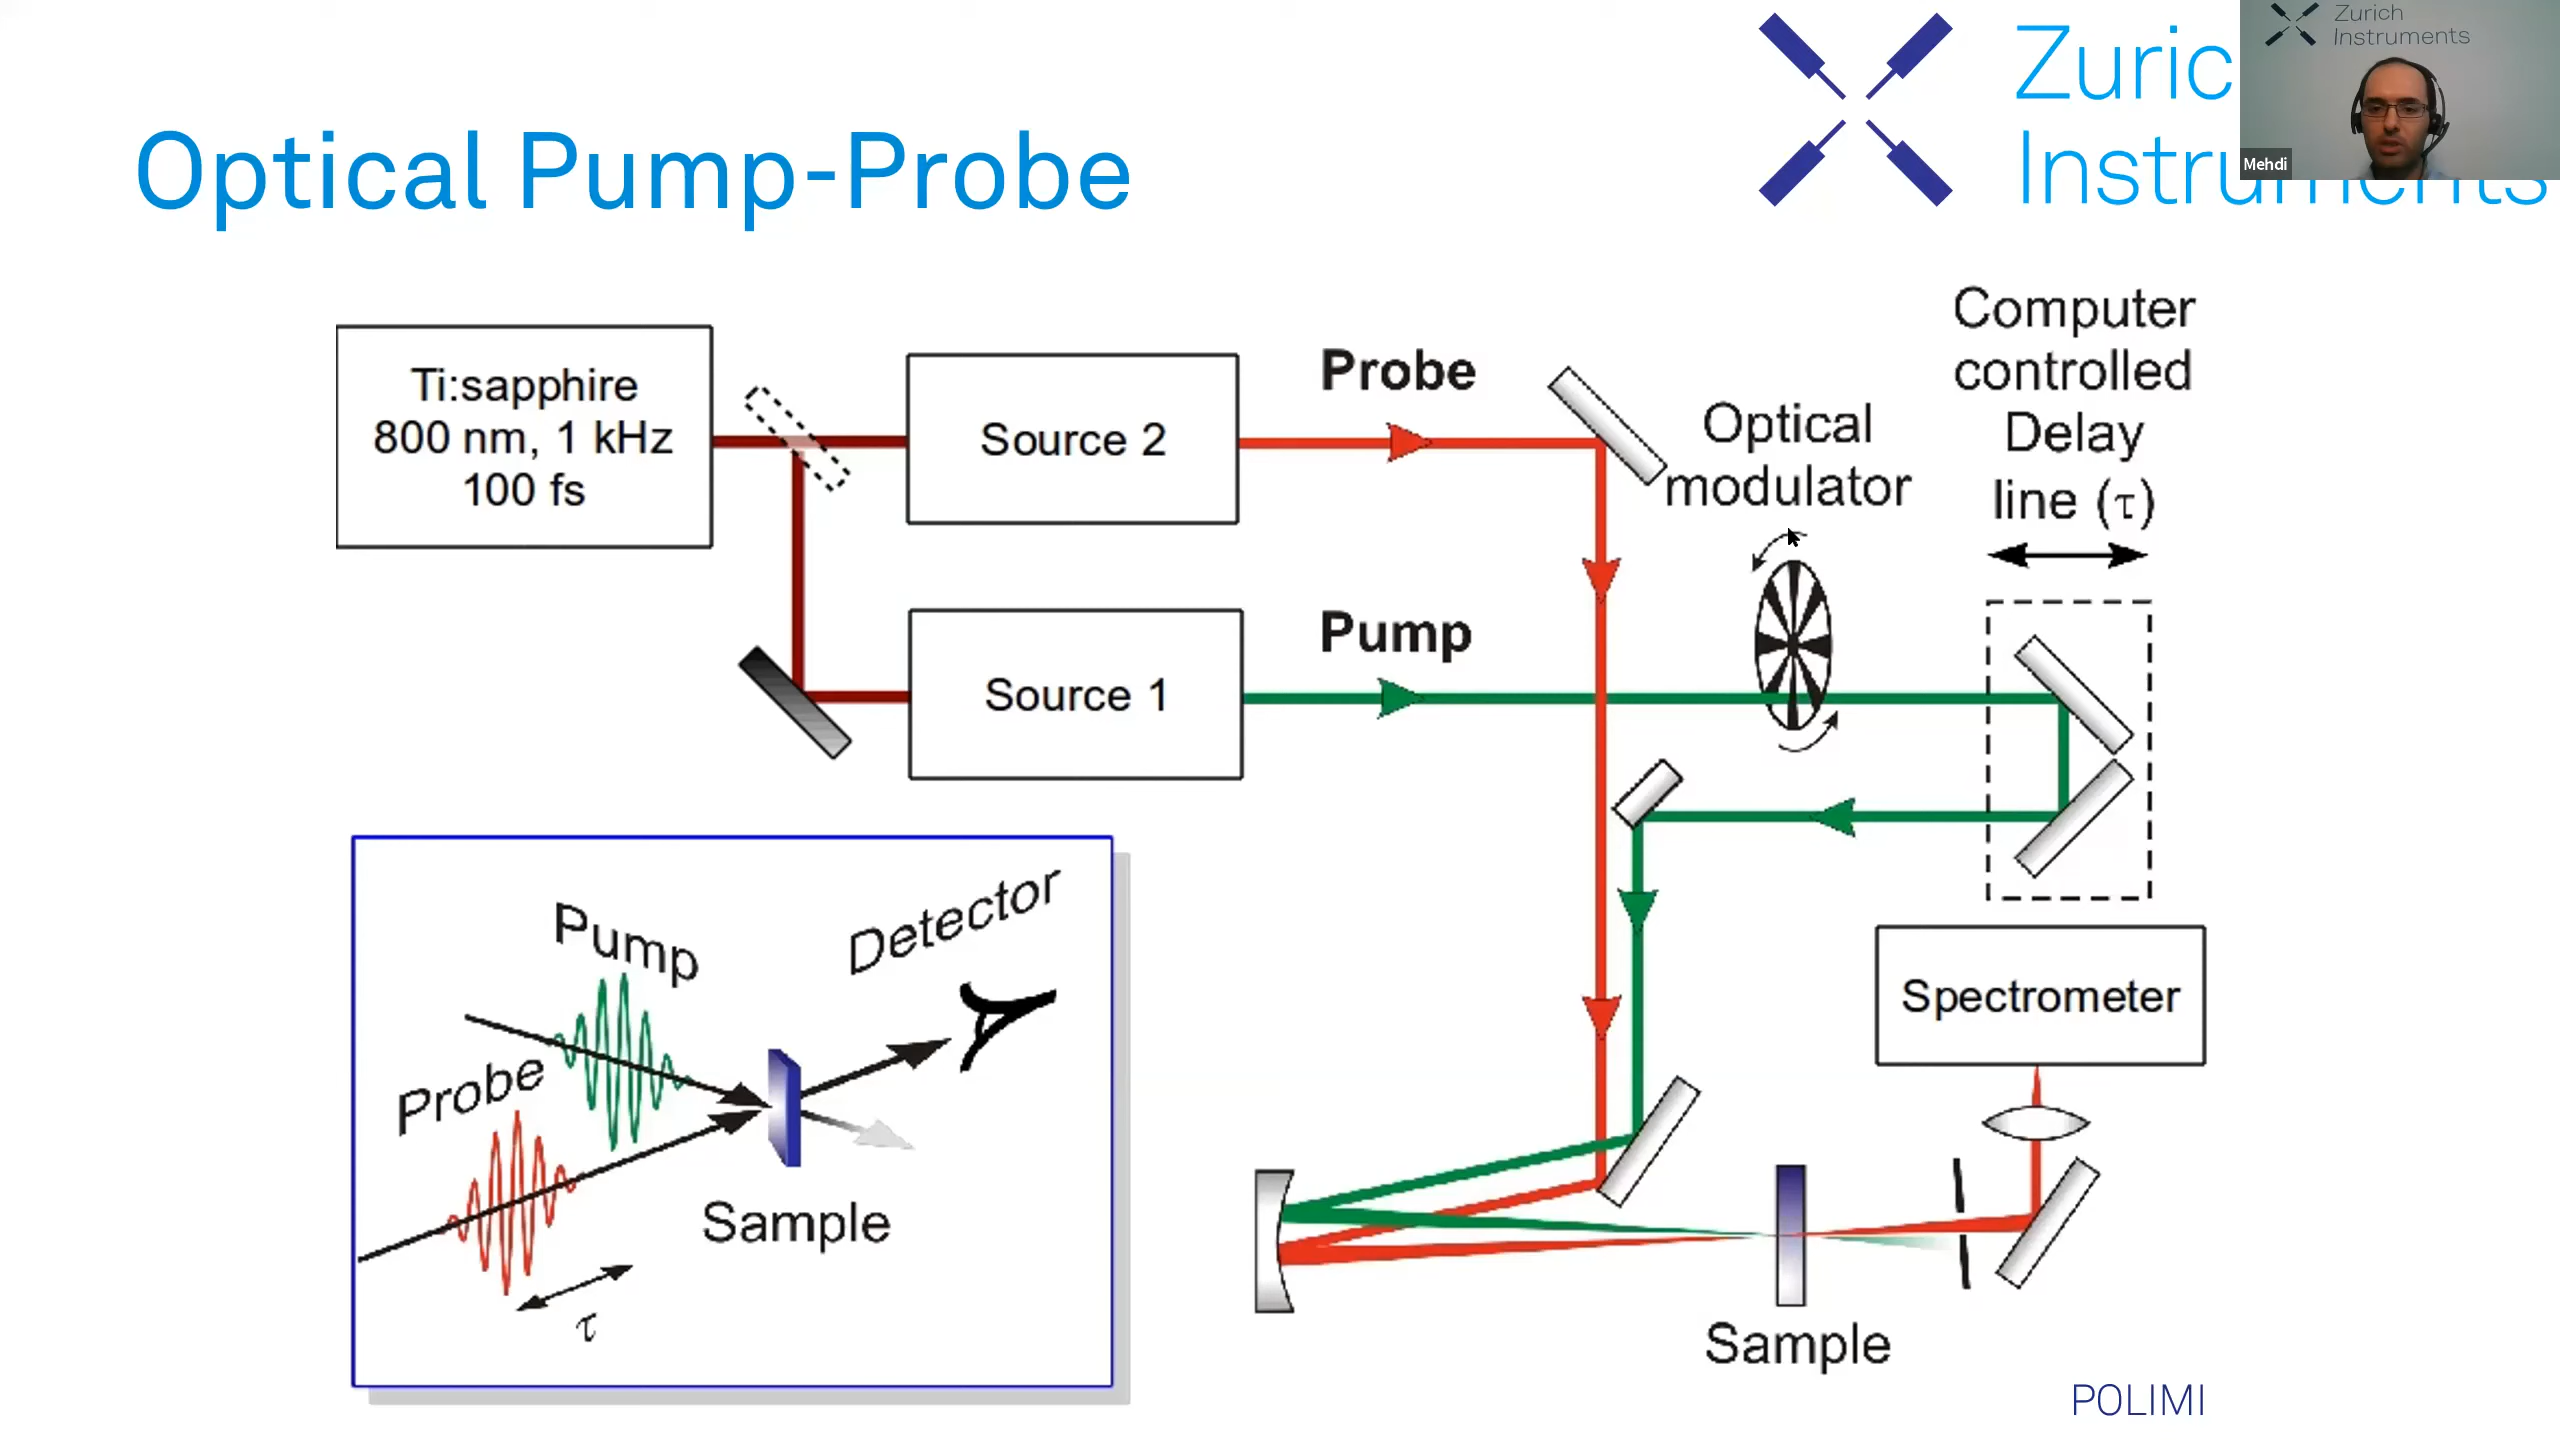 Zurich
Instruments
Zuric
Instruments
Mehdi
Optical Pump-Probe
Ti:sapphire
800 nm, 1 kHz
100 fs
Source 2
Probe
Optical
modulator
Computer
controlled
Delay
line (τ)
Source 1
Pump
Pump
Probe
Detector
Sample
τ
Spectrometer
Sample
POLIMI